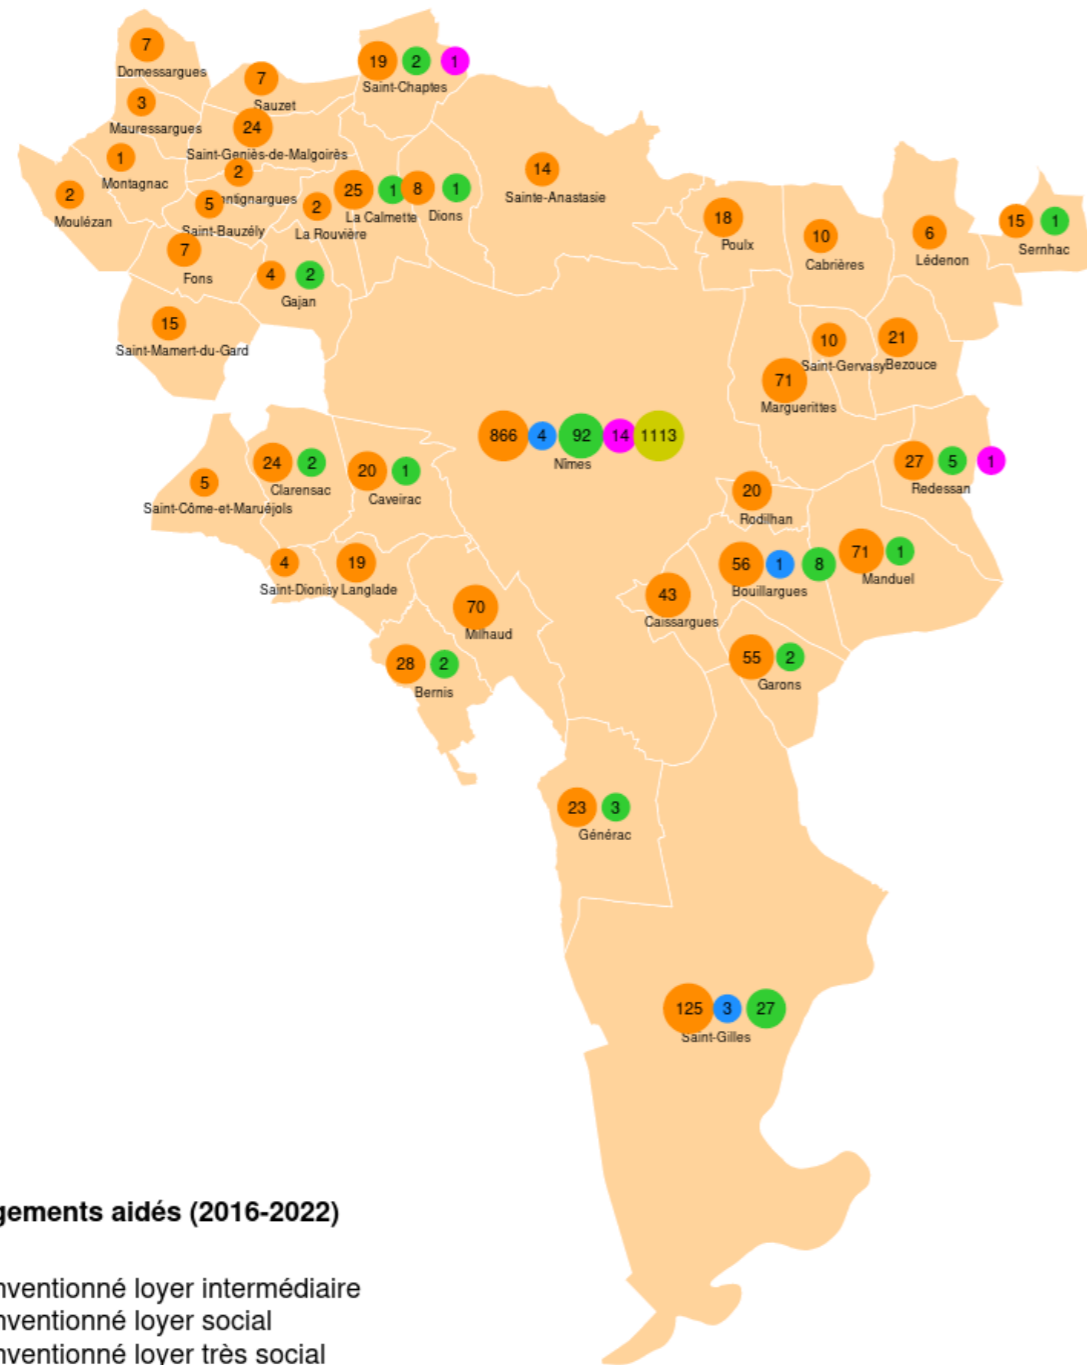 7
Domessargues
19 2 1
Saint-Chaptes
7
Sauzet
3
Mauressargues
24
Saint-Geniès-de-Malgoirès
1
Montagnac
2
ntignargues
14
Sainte-Anastasie
2
Moulézan
5
Saint-Bauzély
2
La Rouvière
25 1
La Calmette
8 1
Dions
18
Poulx
10
Cabrières
6
Lédenon
15 1
Sernhac
7
Fons
4 2
Gajan
15
Saint-Mamert-du-Gard
10
Saint-Gervasy
21
Bezouce
71
Marguerittes
866 4 92 14 1113
Nîmes
5
Saint-Côme-et-Maruéjols
24 2
Clarensac
20 1
Caveirac
27 5 1
Redessan
20
Rodilhan
4
Saint-Dionisy
19
Langlade
56 1 8
Bouillargues
71 1
Manduel
70
Milhaud
43
Caissargues
28 2
Bernis
55 2
Garons
23 3
Générac
125 3 27
Saint-Gilles
gements aidés (2016-2022)
nventionné loyer intermédiaire
nventionné loyer social
nventionné loyer très social